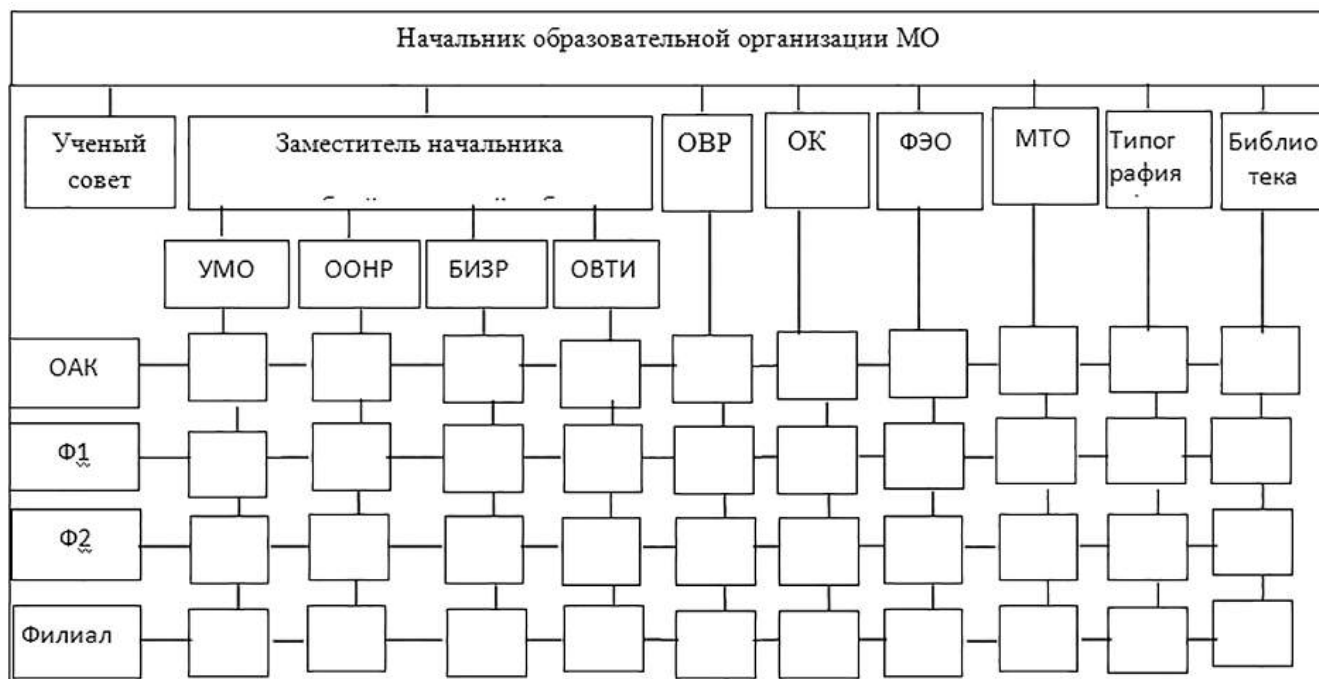 Начальник образовательной организации МО
Ученый
совет
Заместитель начальника
ОВР
ОК
ФЭО
МТО
Типог
рафия
Библио
тека
УМО
ООНР
БИЗР
ОВТИ
ОАК
Ф1
Ф2
Филиал